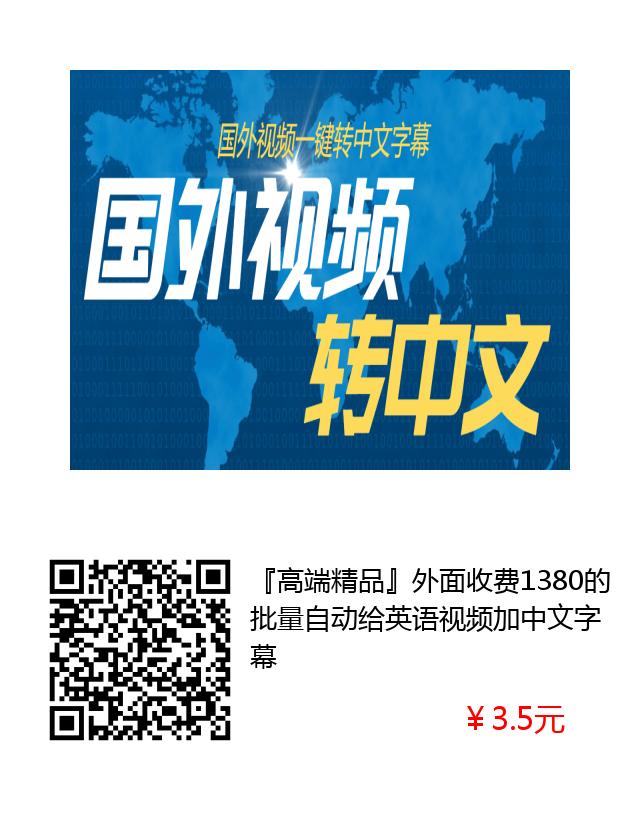 国外视频一键转中文字幕
国外视频
转中文
『高端精品』外面收费1380的
批量自动给英语视频加中文字
幕
¥ 3.5元